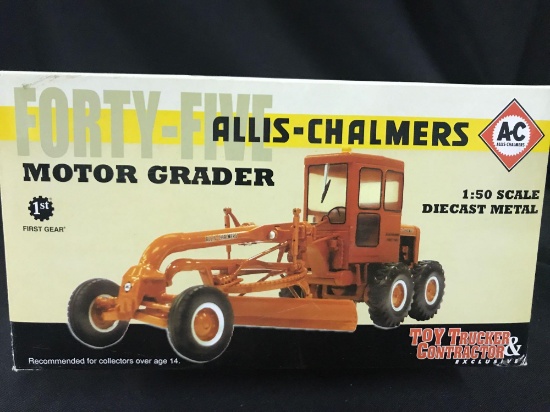 FORTY-FIVE
ALLIS-CHALMERS
A-C
ALLIS-CHALMERS
MOTOR GRADER
1st
FIRST GEAR®
1:50 SCALE
DIECAST METAL
TOY TRUCKER
& CONTRACTOR
EXCLUSIVE
Recommended for collectors over age 14.